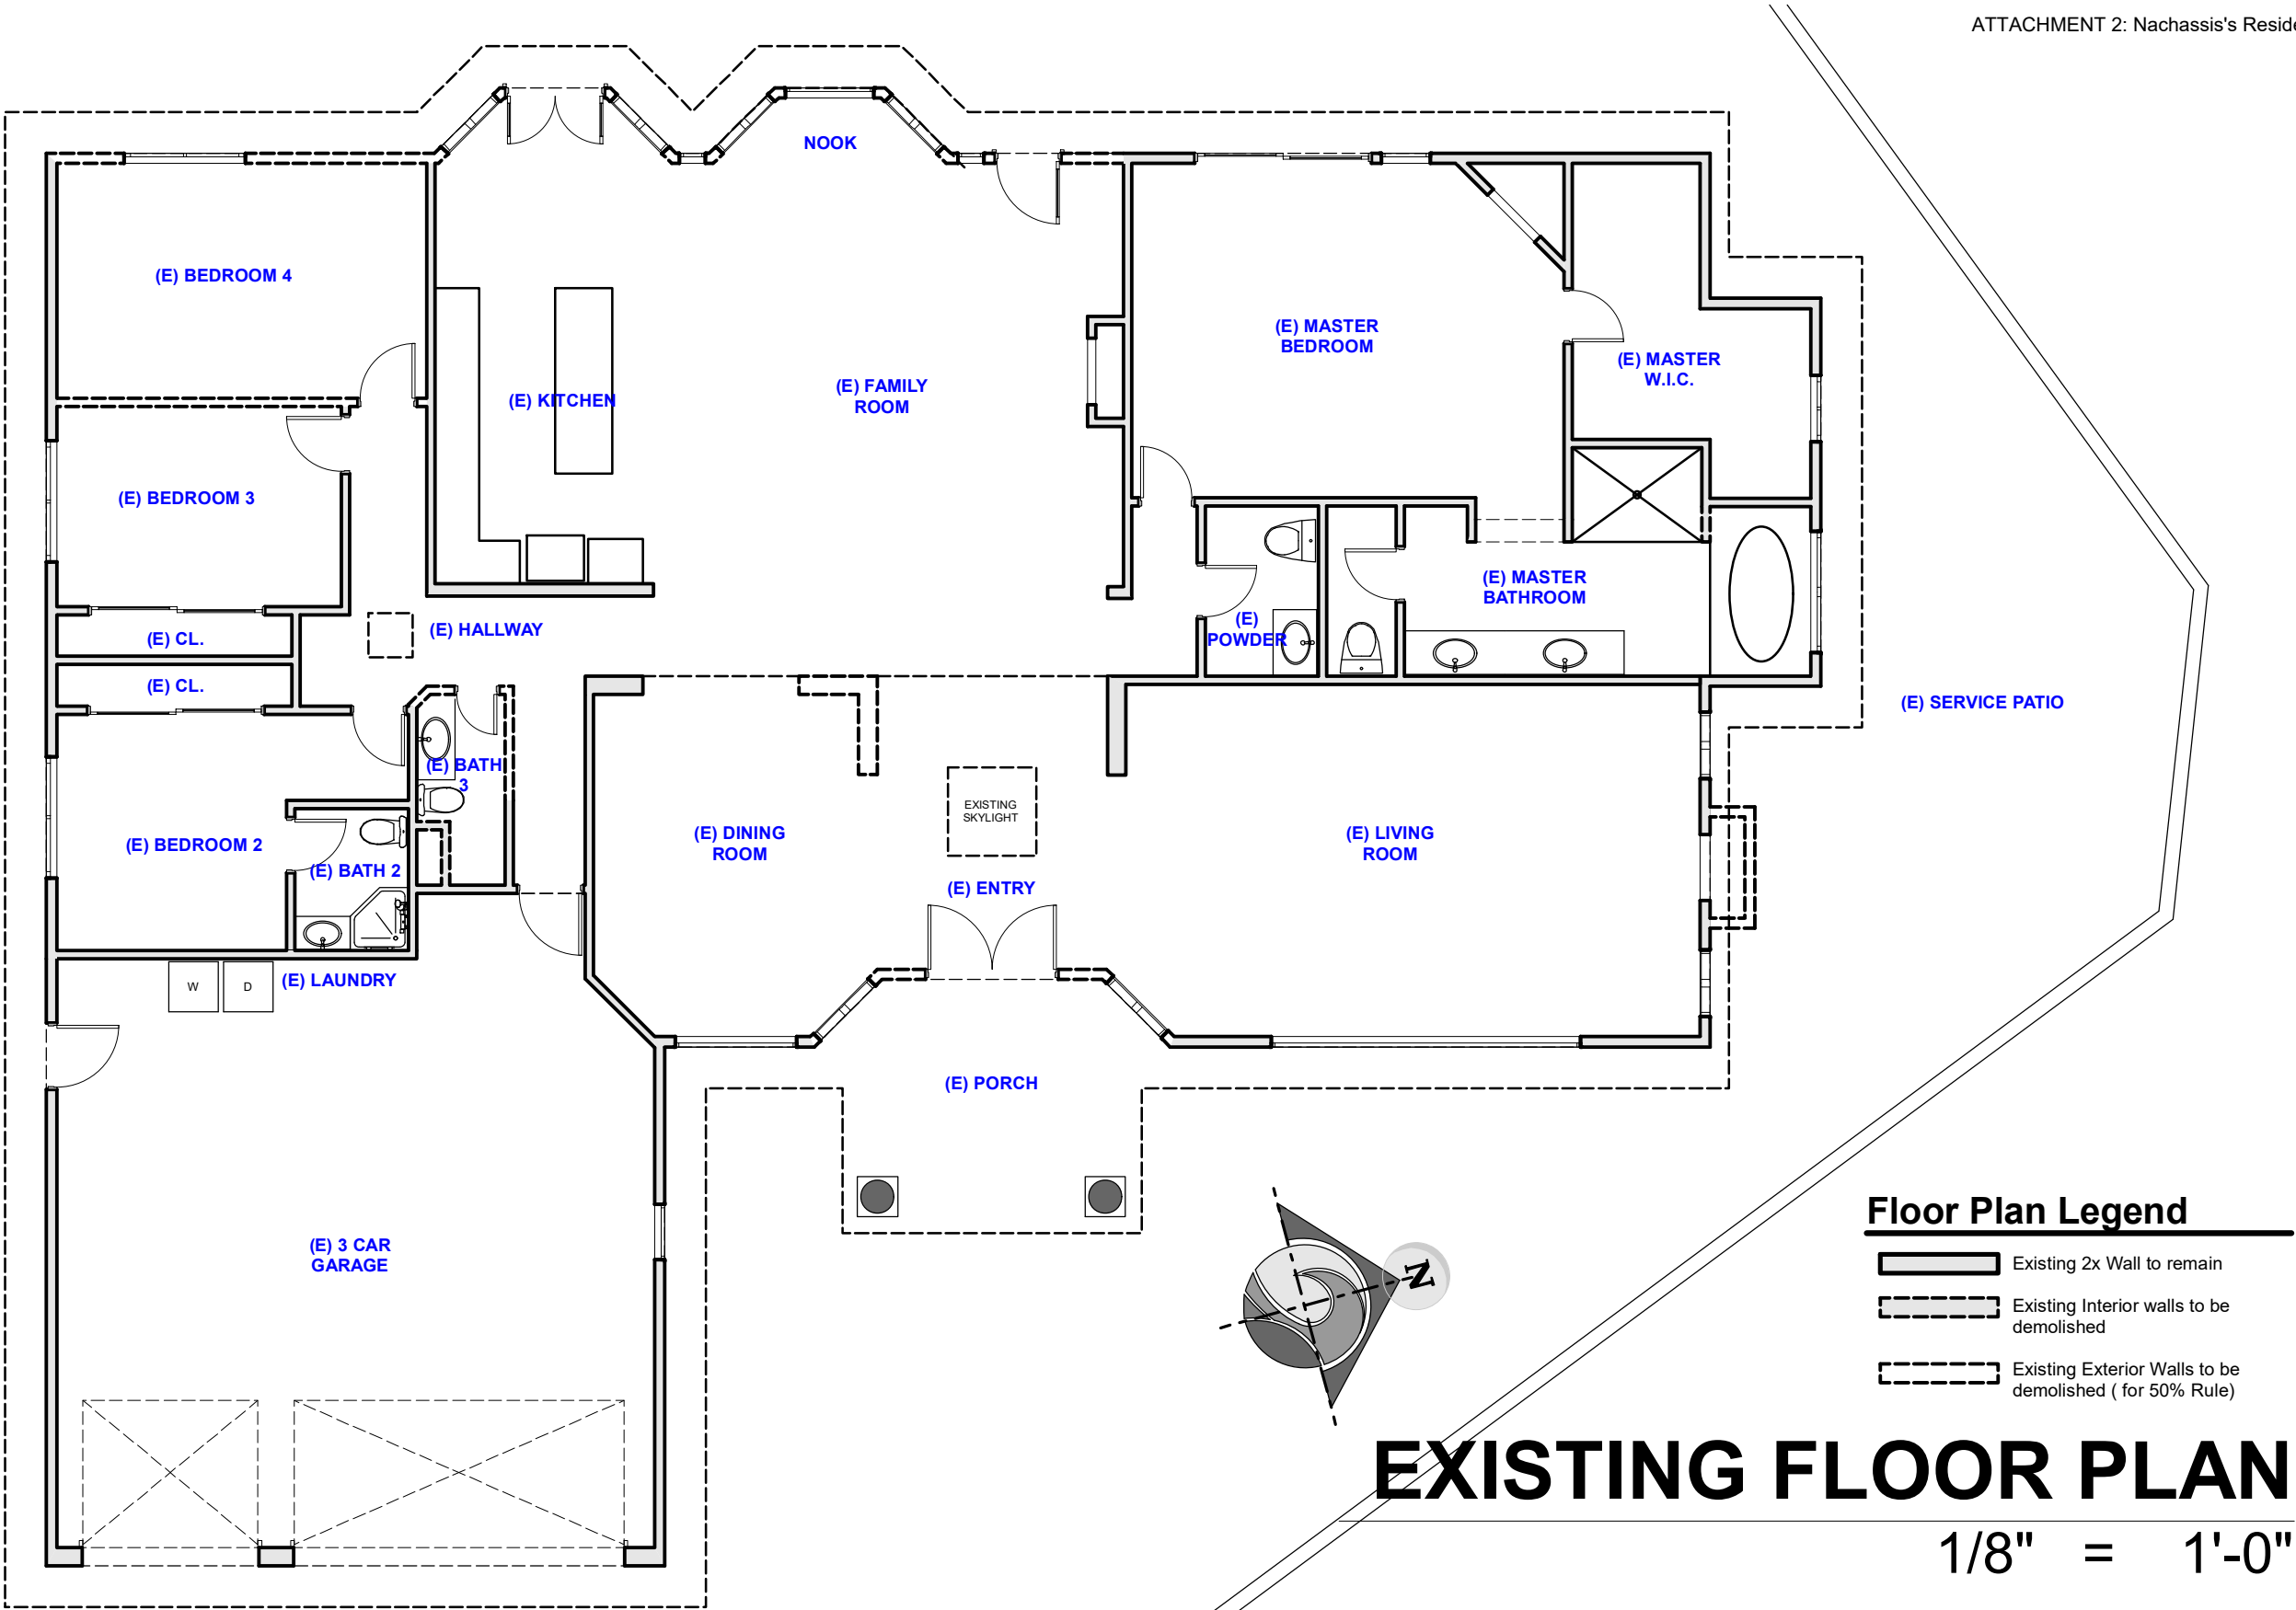 ATTACHMENT 2: Nachassis's Reside
NOOK
(E) BEDROOM 4
(E) MASTER
BEDROOM
(E) MASTER
W.I.C.
(E) FAMILY
ROOM
(E) KITCHEN
(E) BEDROOM 3
(E) MASTER
BATHROOM
(E)
POWDER
(E) HALLWAY
(E) CL.
(E) CL.
(E) SERVICE PATIO
(E) BATH
3
EXISTING
SKYLIGHT
(E) DINING
ROOM
(E) LIVING
ROOM
(E) BEDROOM 2
(E) BATH 2
(E) ENTRY
(E) LAUNDRY
W
D
(E) PORCH
(E) 3 CAR
GARAGE
N
Floor Plan Legend
Existing 2x Wall to remain
Existing Interior walls to be
demolished
Existing Exterior Walls to be
demolished ( for 50% Rule)
EXISTING FLOOR PLAN
1/8" = 1'-0"